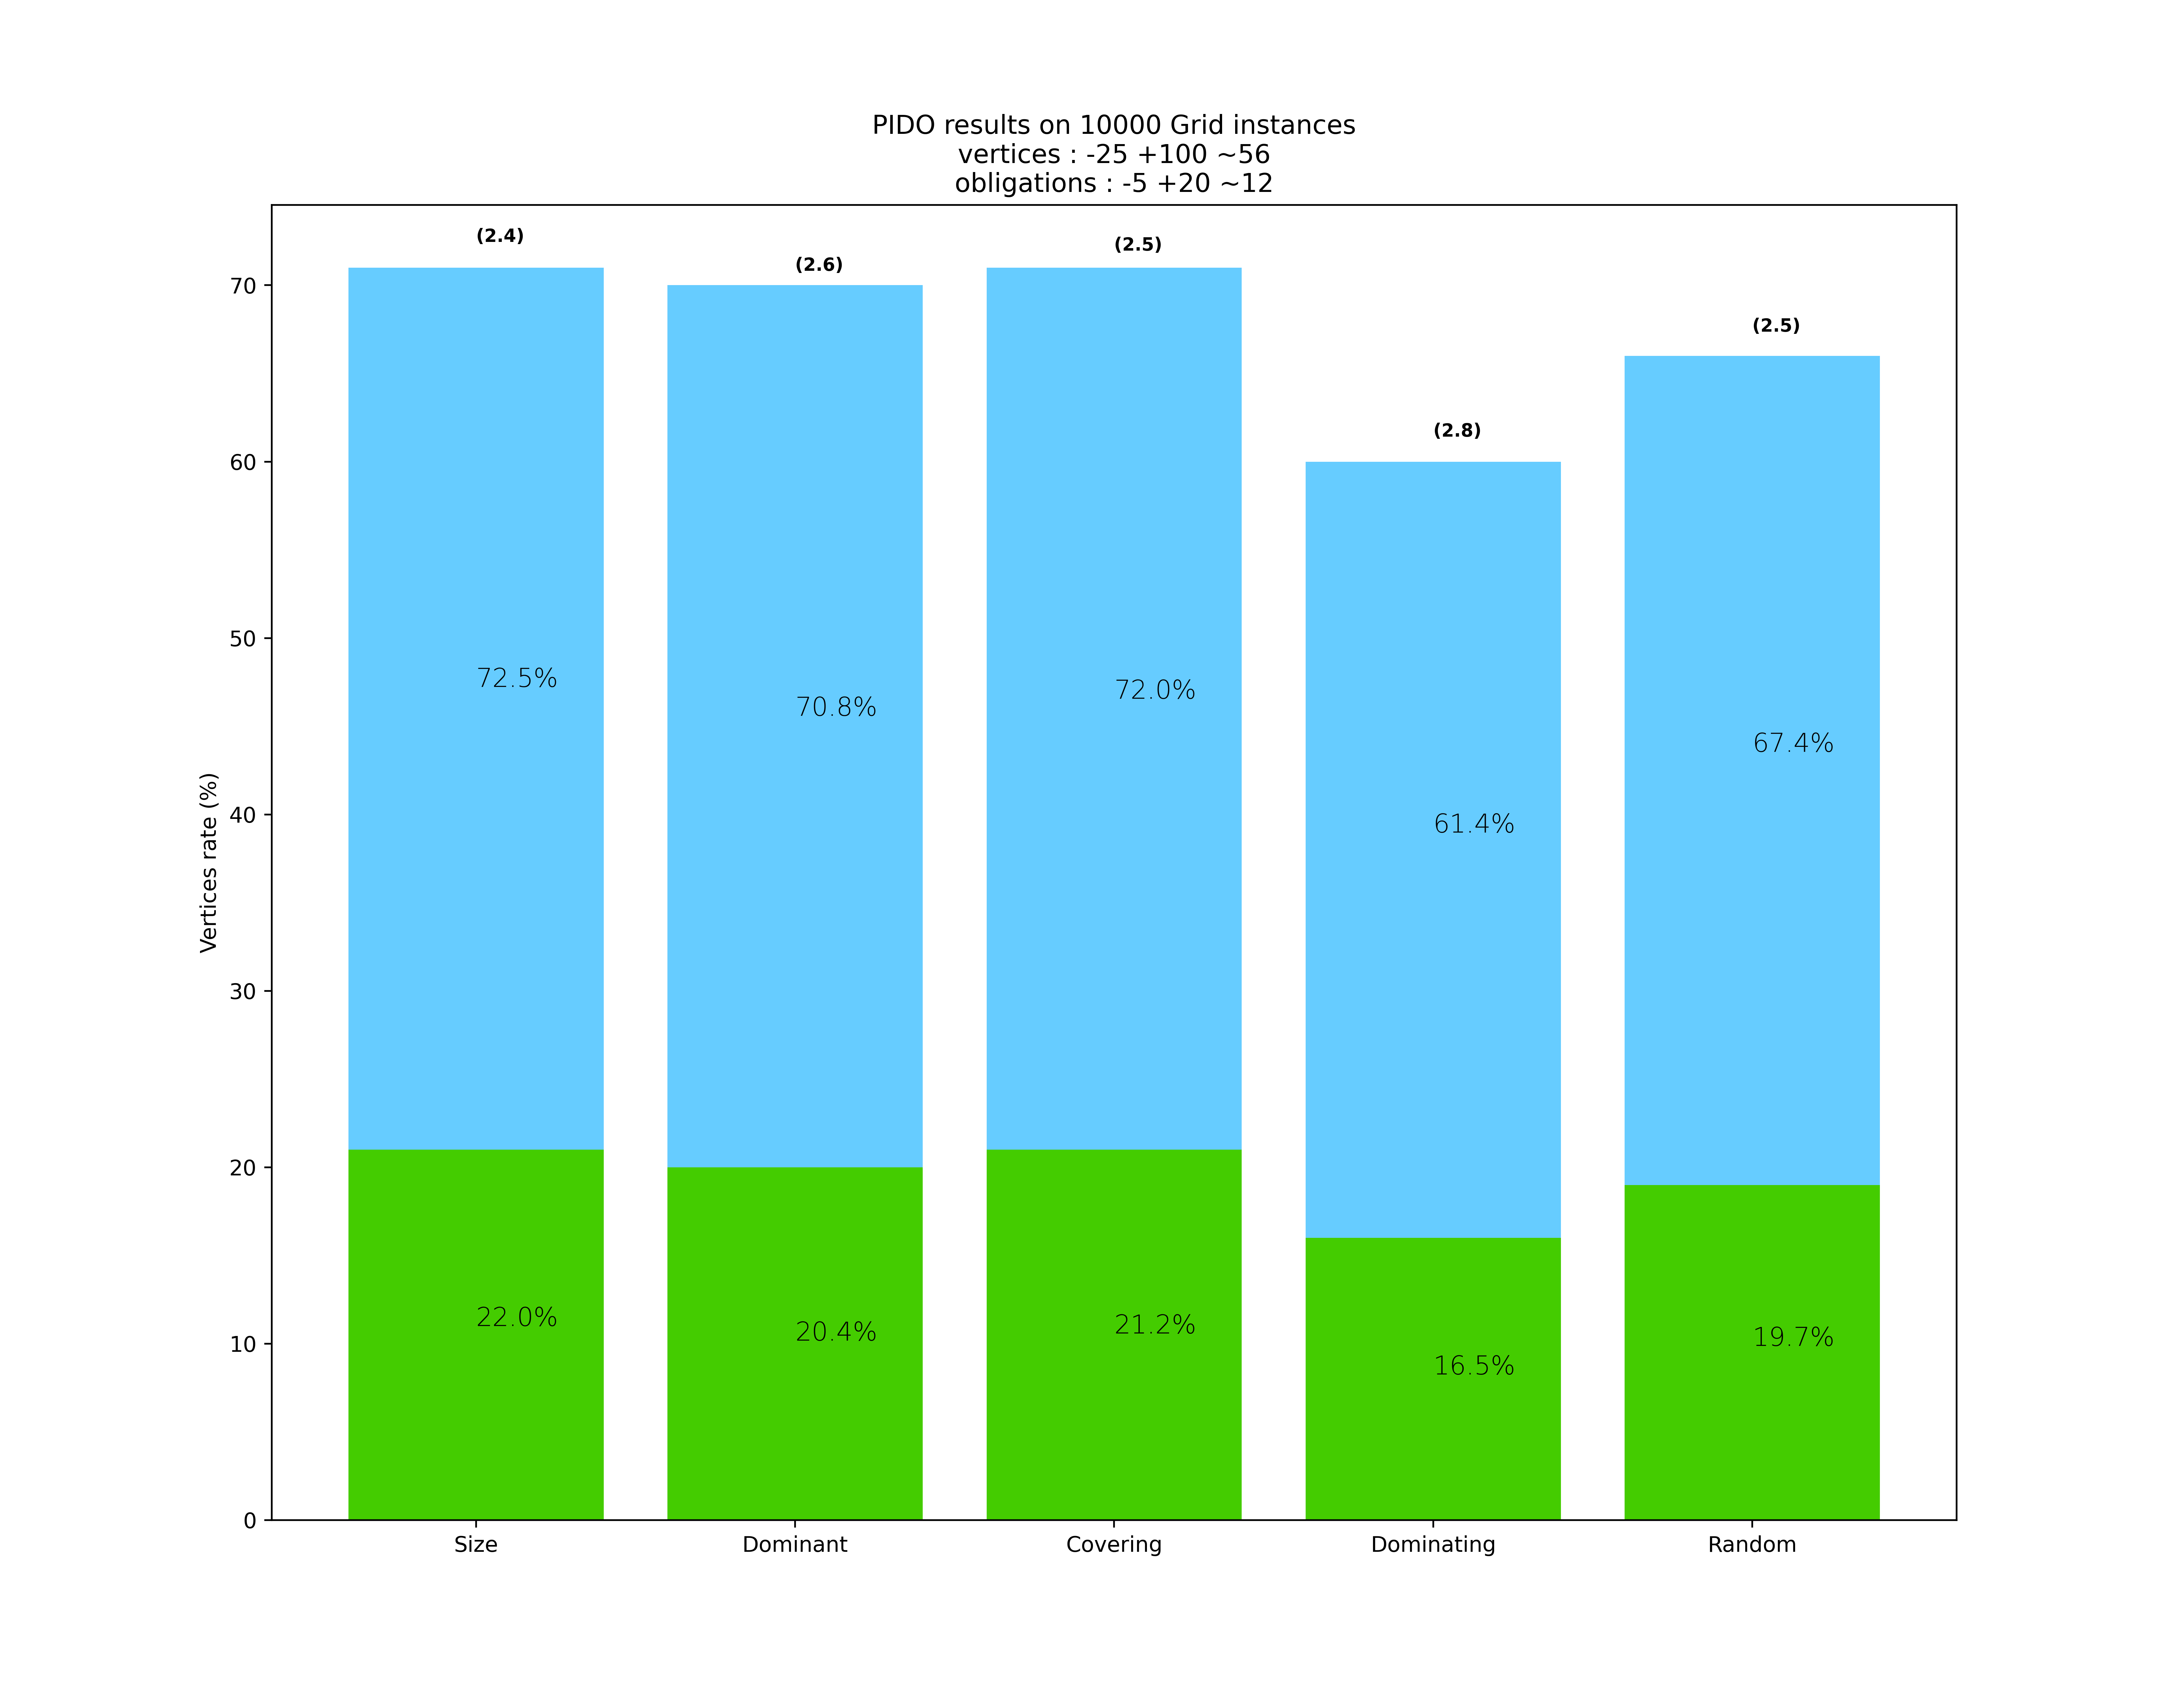 PIDO results on 10000 Grid instances
vertices : -25 +100 ~56
obligations : -5 +20 ~12
(2.4)
(2.6)
(2.5)
(2.8)
(2.5)
72.5%
70.8%
72.0%
61.4%
67.4%
22.0%
20.4%
21.2%
16.5%
19.7%
Vertices rate (%)
70
60
50
40
30
20
10
0
Size
Dominant
Covering
Dominating
Random